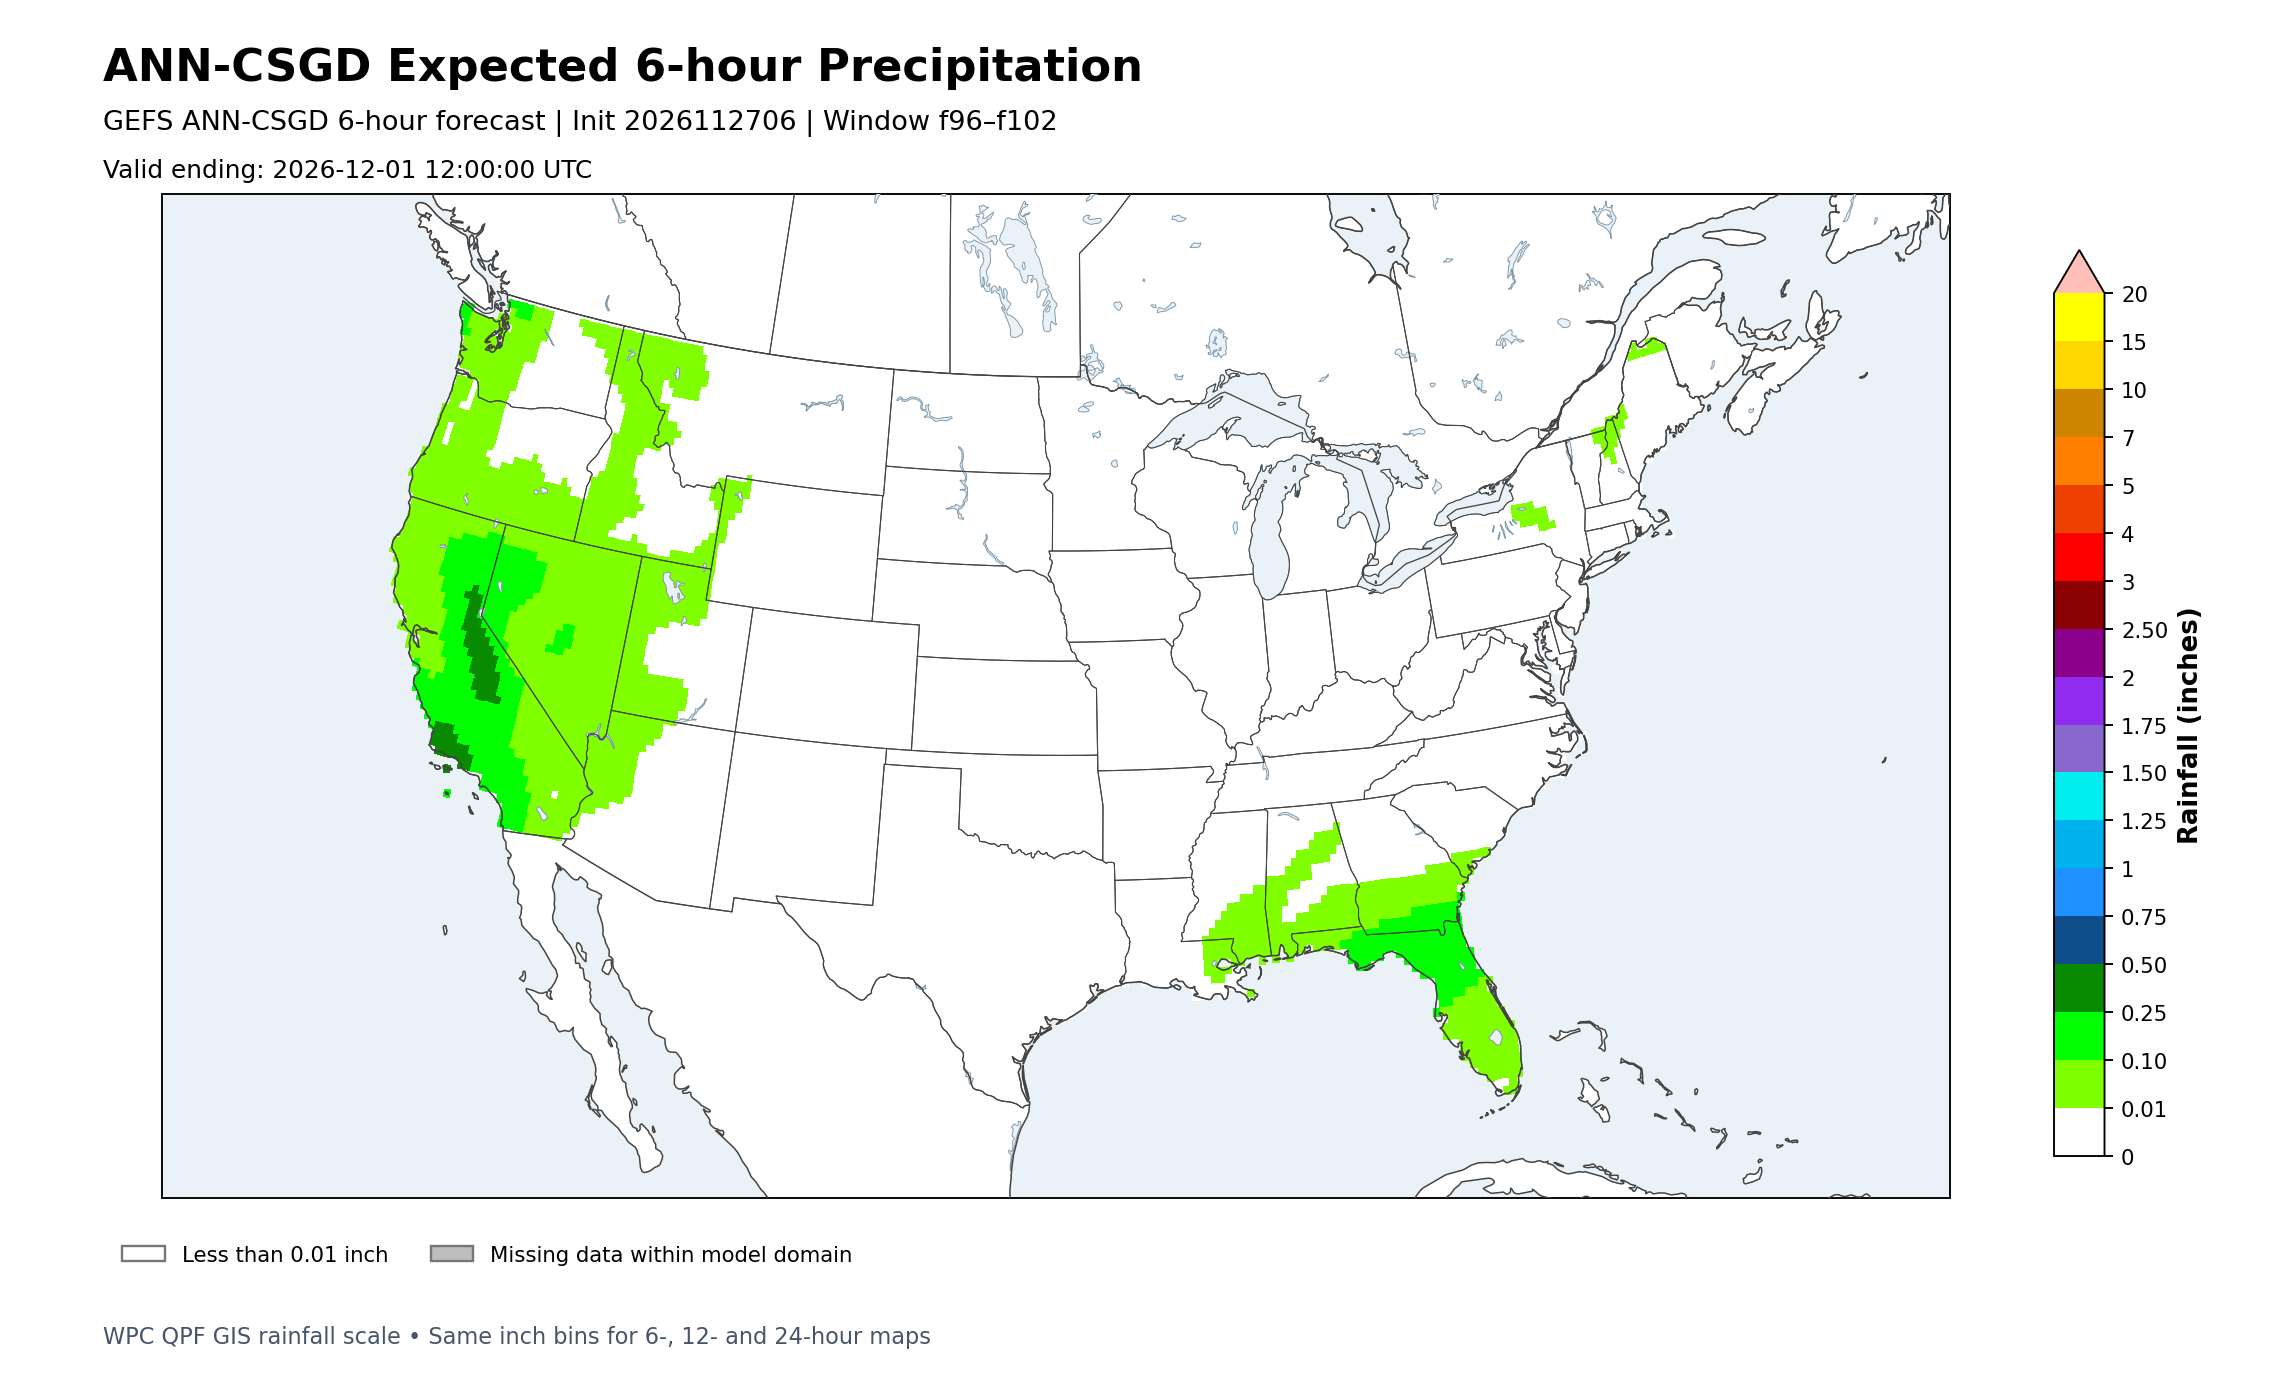 ANN-CSGD Expected 6-hour Precipitation
GEFS ANN-CSGD 6-hour forecast | Init 2026112706 | Window f96–f102
Valid ending: 2026-12-01 12:00:00 UTC
20
15
10
7
5
4
3
2.50
2
1.75
1.50
1.25
1
0.75
0.50
0.25
0.10
0.01
0
Rainfall (inches)
Less than 0.01 inch
Missing data within model domain
WPC QPF GIS rainfall scale • Same inch bins for 6-, 12- and 24-hour maps